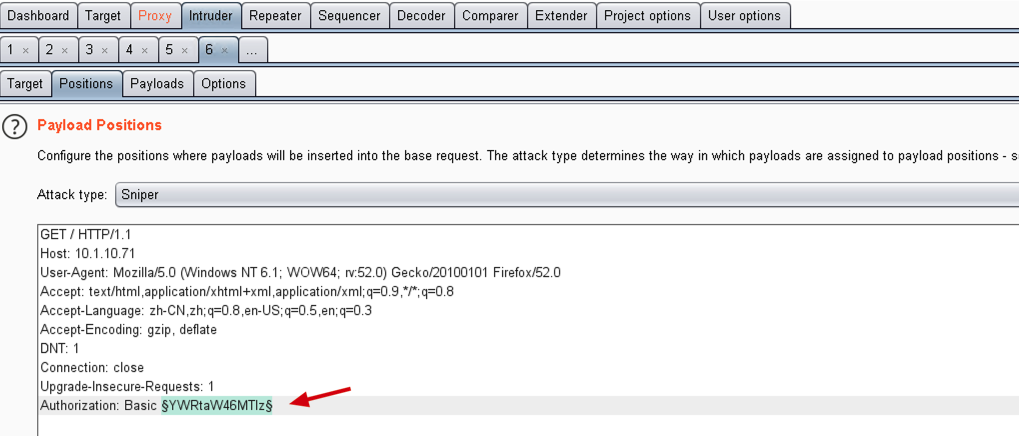 Dashboard Target Proxy Intruder Repeater Sequencer Decoder Comparer Extender Project options User options
1 × 2 × 3 × 4 × 5 × 6 × ...
Target Positions Payloads Options
? Payload Positions
Configure the positions where payloads will be inserted into the base request. The attack type determines the way in which payloads are assigned to payload positions - s
Attack type: Sniper
GET / HTTP/1.1
Host: 10.1.10.71
User-Agent: Mozilla/5.0 (Windows NT 6.1; WOW64; rv:52.0) Gecko/20100101 Firefox/52.0
Accept: text/html,application/xhtml+xml,application/xml;q=0.9,*/*;q=0.8
Accept-Language: zh-CN,zh;q=0.8,en-US;q=0.5,en;q=0.3
Accept-Encoding: gzip, deflate
DNT: 1
Connection: close
Upgrade-Insecure-Requests: 1
Authorization: Basic §YWRtaW46MTIz§